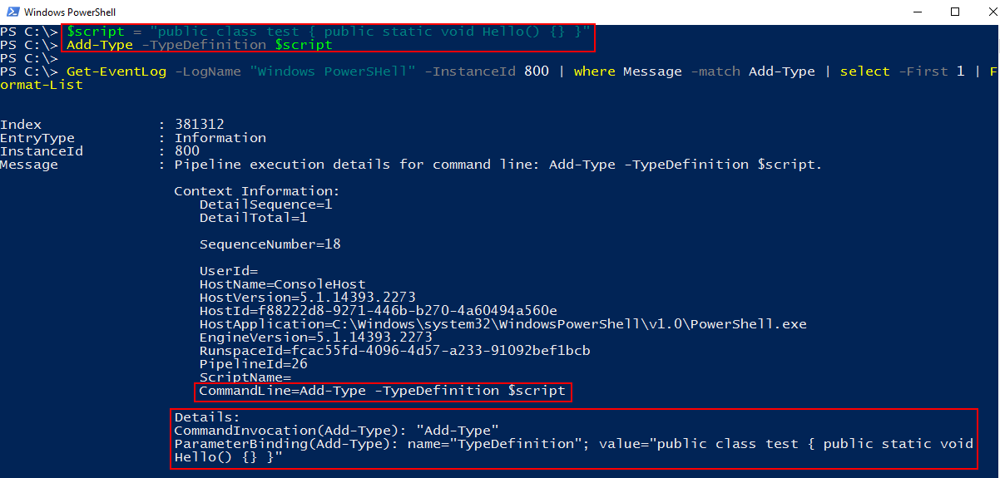 Windows PowerShell
PS C:\> $script = "public class test { public static void Hello() {} }"
PS C:\> Add-Type -TypeDefinition $script
PS C:\>
PS C:\> Get-EventLog -LogName "Windows PowerSHell" -InstanceId 800 | where Message -match Add-Type | select -First 1 | F
ormat-List
Index : 381312
EntryType : Information
InstanceId : 800
Message : Pipeline execution details for command line: Add-Type -TypeDefinition $script.
Context Information:
DetailSequence=1
DetailTotal=1
SequenceNumber=18
UserId=
HostName=ConsoleHost
HostVersion=5.1.14393.2273
HostId=f88222d8-9271-446b-b270-4a60494a560e
HostApplication=C:\Windows\system32\WindowsPowerShell\v1.0\PowerShell.exe
EngineVersion=5.1.14393.2273
RunspaceId=fcac55fd-4096-4d57-a233-91092bef1bcb
PipelineId=26
ScriptName=
CommandLine=Add-Type -TypeDefinition $script
Details:
CommandInvocation(Add-Type): "Add-Type"
ParameterBinding(Add-Type): name="TypeDefinition"; value="public class test { public static void
Hello() {} }"